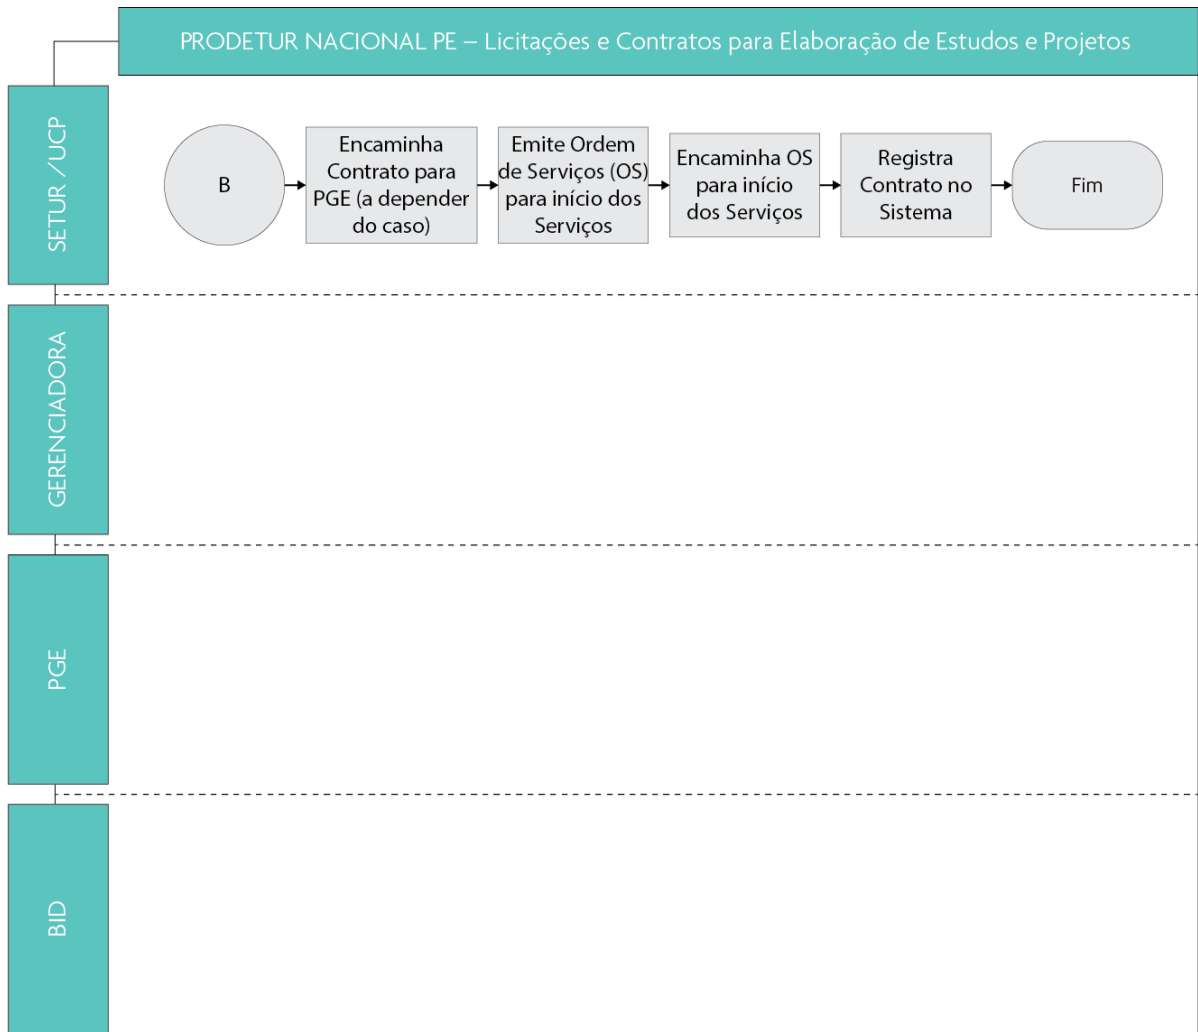 PRODETUR NACIONAL PE – Licitações e Contratos para Elaboração de Estudos e Projetos
SETUR /UCP
B
Encaminha
Contrato para
PGE (a depender
do caso)
Emite Ordem
de Serviços (OS)
para início dos
Serviços
Encaminha OS
para início
dos Serviços
Registra
Contrato no
Sistema
Fim
GERENCIADORA
PGE
BID